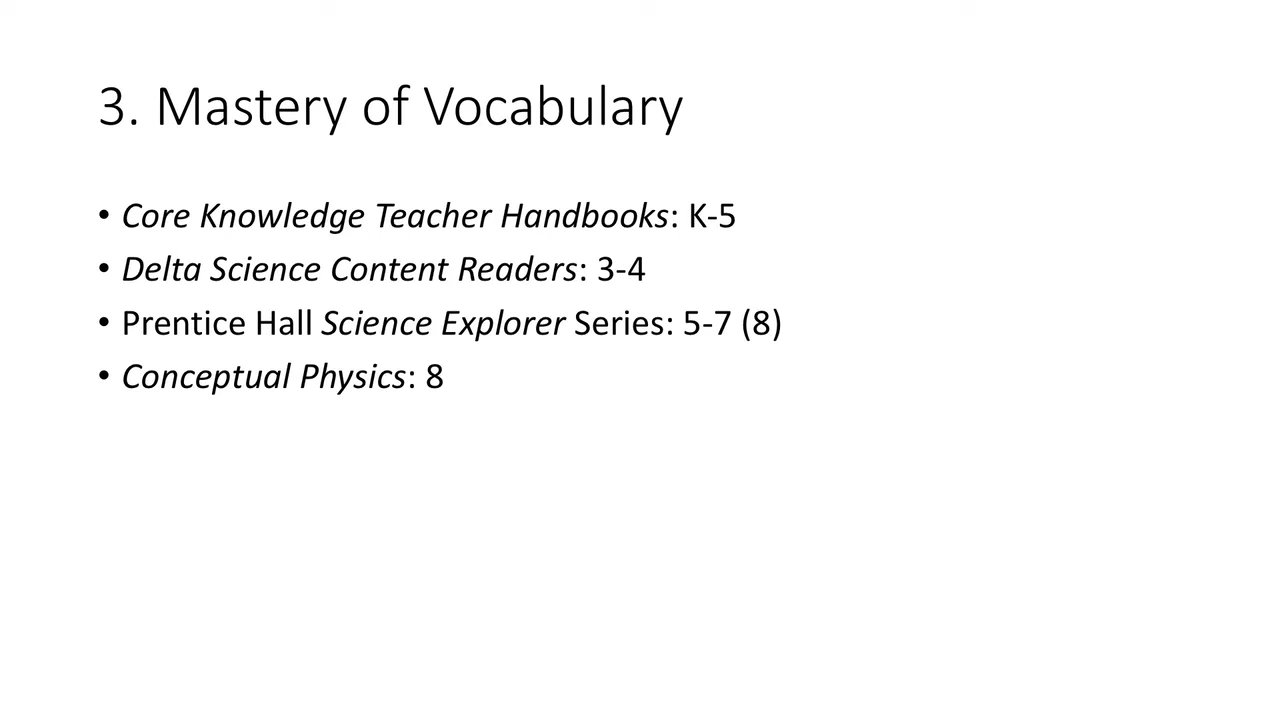 3. Mastery of Vocabulary
• Core Knowledge Teacher Handbooks: K-5
• Delta Science Content Readers: 3-4
• Prentice Hall Science Explorer Series: 5-7 (8)
• Conceptual Physics: 8